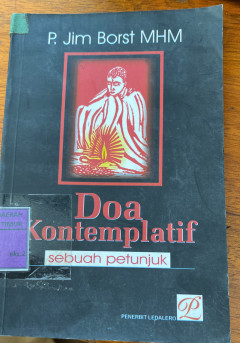 P. Jim Borst MHM
Doa
Kontemplatif
sebuah petunjuk
PENERBIT LEDALERO